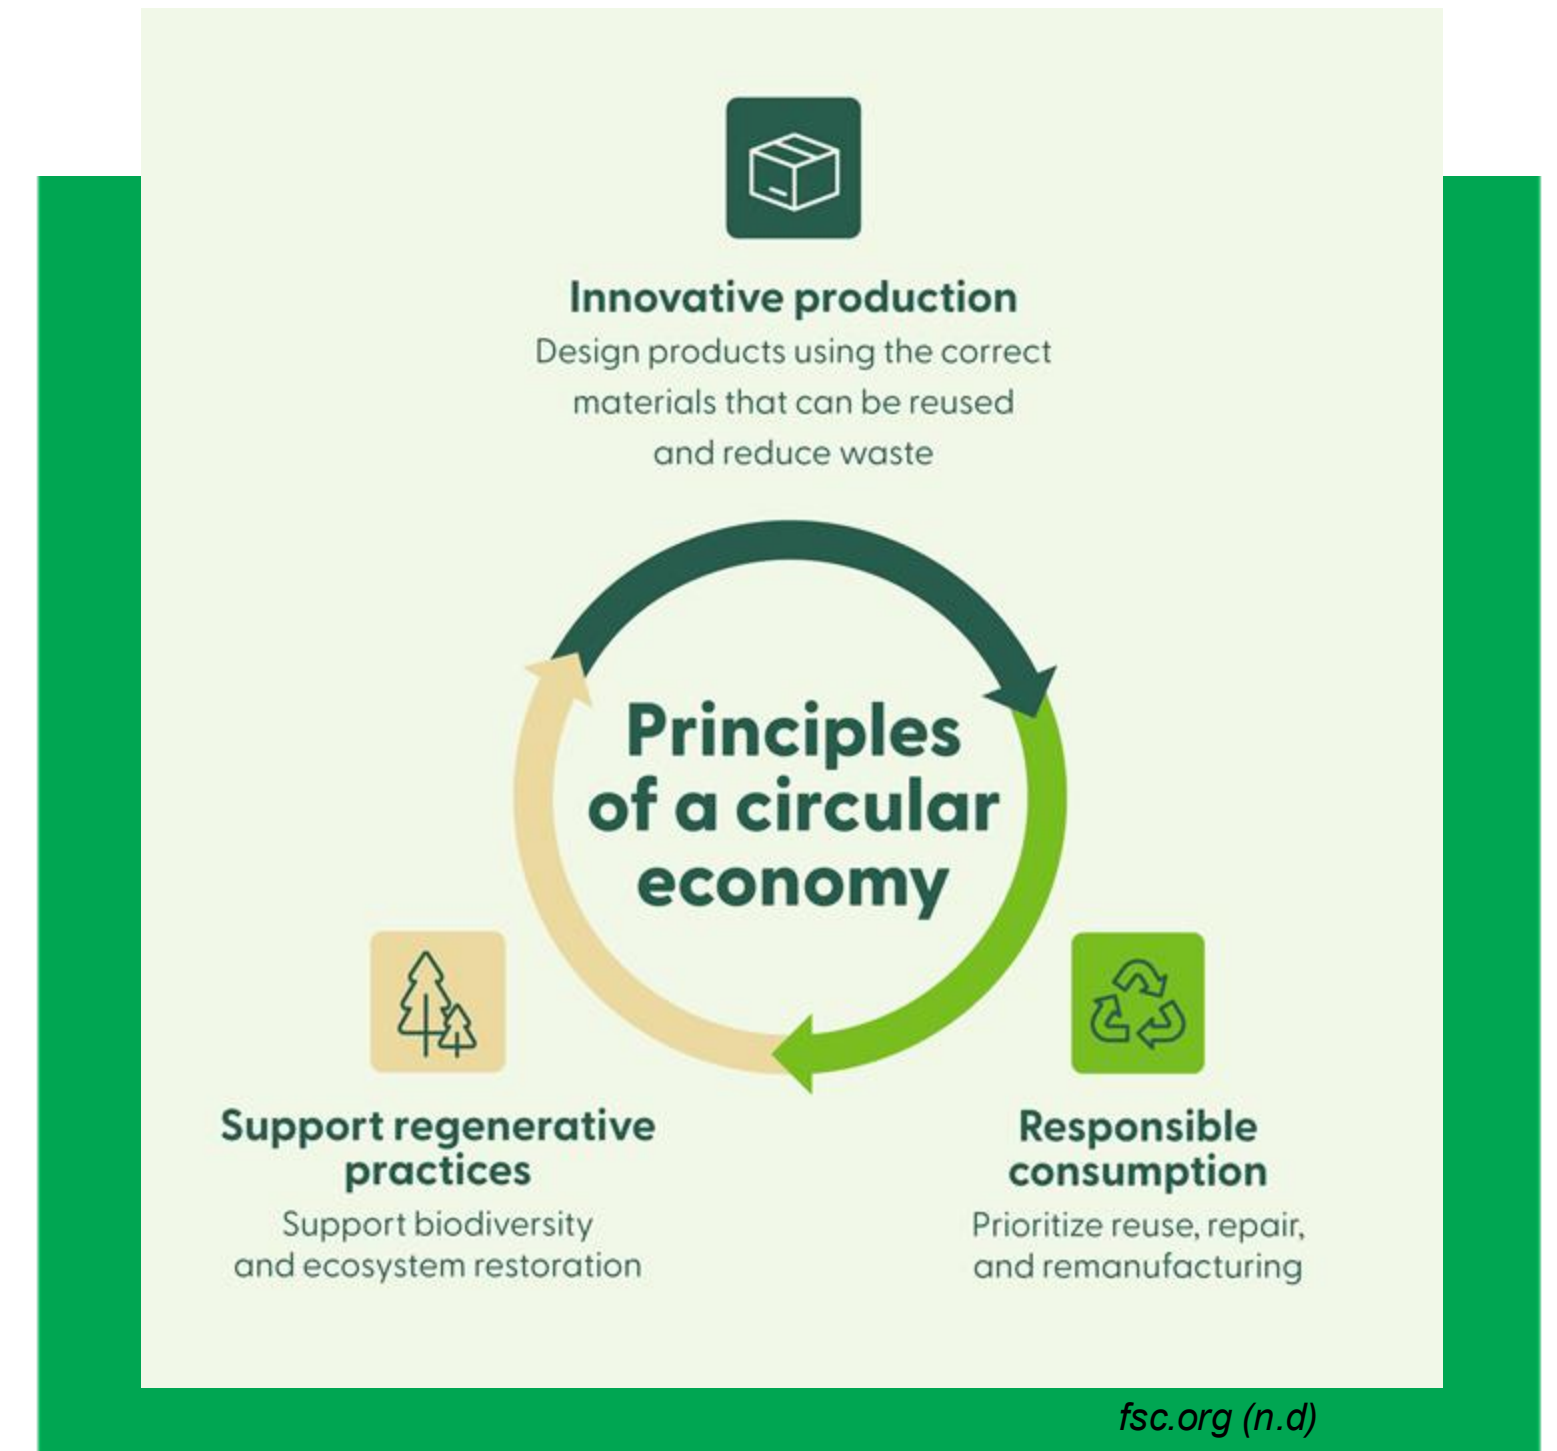 Innovative production
Design products using the correct
materials that can be reused
and reduce waste
Principles
of a circular
economy
Support regenerative
practices
Support biodiversity
and ecosystem restoration
Responsible
consumption
Prioritize reuse, repair,
and remanufacturing
fsc.org (n.d)